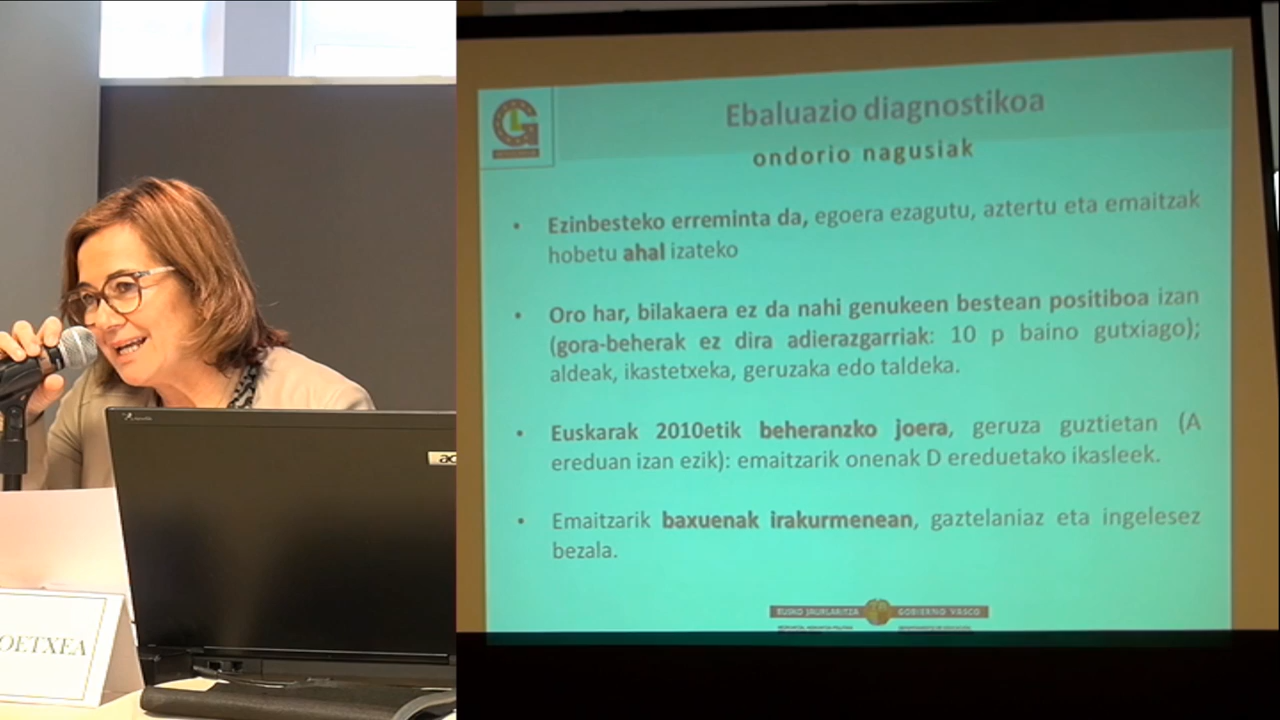 Ebaluazio diagnostikoa
ondorio nagusiak
• Ezinbesteko erreminta da, egoera ezagutu, aztertu eta emaitzak
hobetu ahal izateko
• Oro har, bilakaera ez da nahi genukeen bestean positiboa izan
(gora-beherak ez dira adierazgarriak: 10 p baino gutxiago);
aldeak, ikastetxeka, geruzaka edo taldeka.
• Euskarak 2010etik beheranzko joera, geruza guztietan (A
ereduan izan ezik): emaitzarik onenak D ereduetako ikasleek.
• Emaitzarik baxuenak irakurmenean, gaztelaniaz eta ingelesez
bezala.
EUSKO JAURLARITZA GOBIERNO VASCO
OETXEA